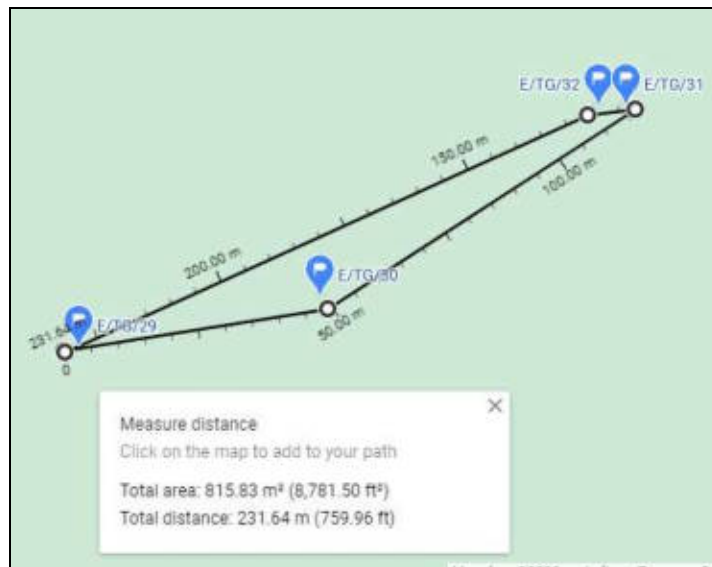 E/TG/32
E/TG/31
150.00 m
100.00 m
200.00 m
E/TG/30
50.00 m
231.64 m
E/TG/29
0
Measure distance
Click on the map to add to your path
Total area: 815.83 m² (8,781.50 ft²)
Total distance: 231.64 m (759.96 ft)